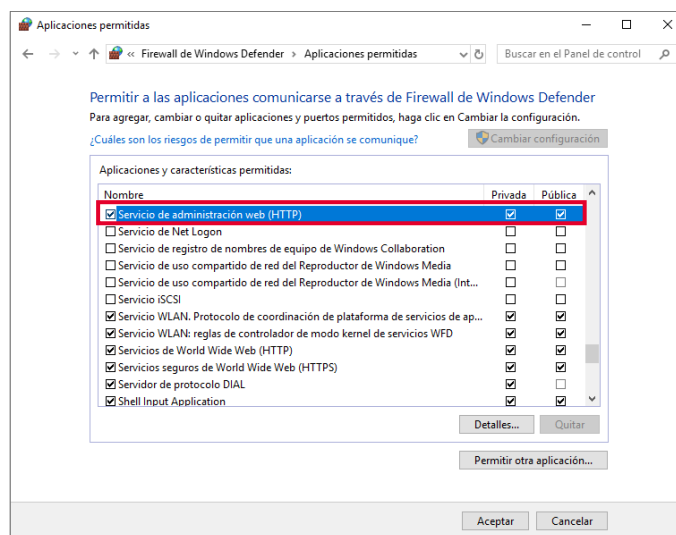 Aplicaciones permitidas
« Firewall de Windows Defender › Aplicaciones permitidas
Buscar en el Panel de control
Permitir a las aplicaciones comunicarse a través de Firewall de Windows Defender
Para agregar, cambiar o quitar aplicaciones y puertos permitidos, haga clic en Cambiar la configuración.
¿Cuáles son los riesgos de permitir que una aplicación se comunique?
Cambiar configuración
Aplicaciones y características permitidas:
Nombre Privada Pública
Servicio de administración web (HTTP)
Servicio de Net Logon
Servicio de registro de nombres de equipo de Windows Collaboration
Servicio de uso compartido de red del Reproductor de Windows Media
Servicio de uso compartido de red del Reproductor de Windows Media (Int...
Servicio iSCSI
Servicio WLAN. Protocolo de coordinación de plataforma de servicios de ap...
Servicio WLAN: reglas de controlador de modo kernel de servicios WFD
Servicios de World Wide Web (HTTP)
Servicios seguros de World Wide Web (HTTPS)
Servidor de protocolo DIAL
Shell Input Application
Detalles... Quitar
Permitir otra aplicación...
Aceptar Cancelar